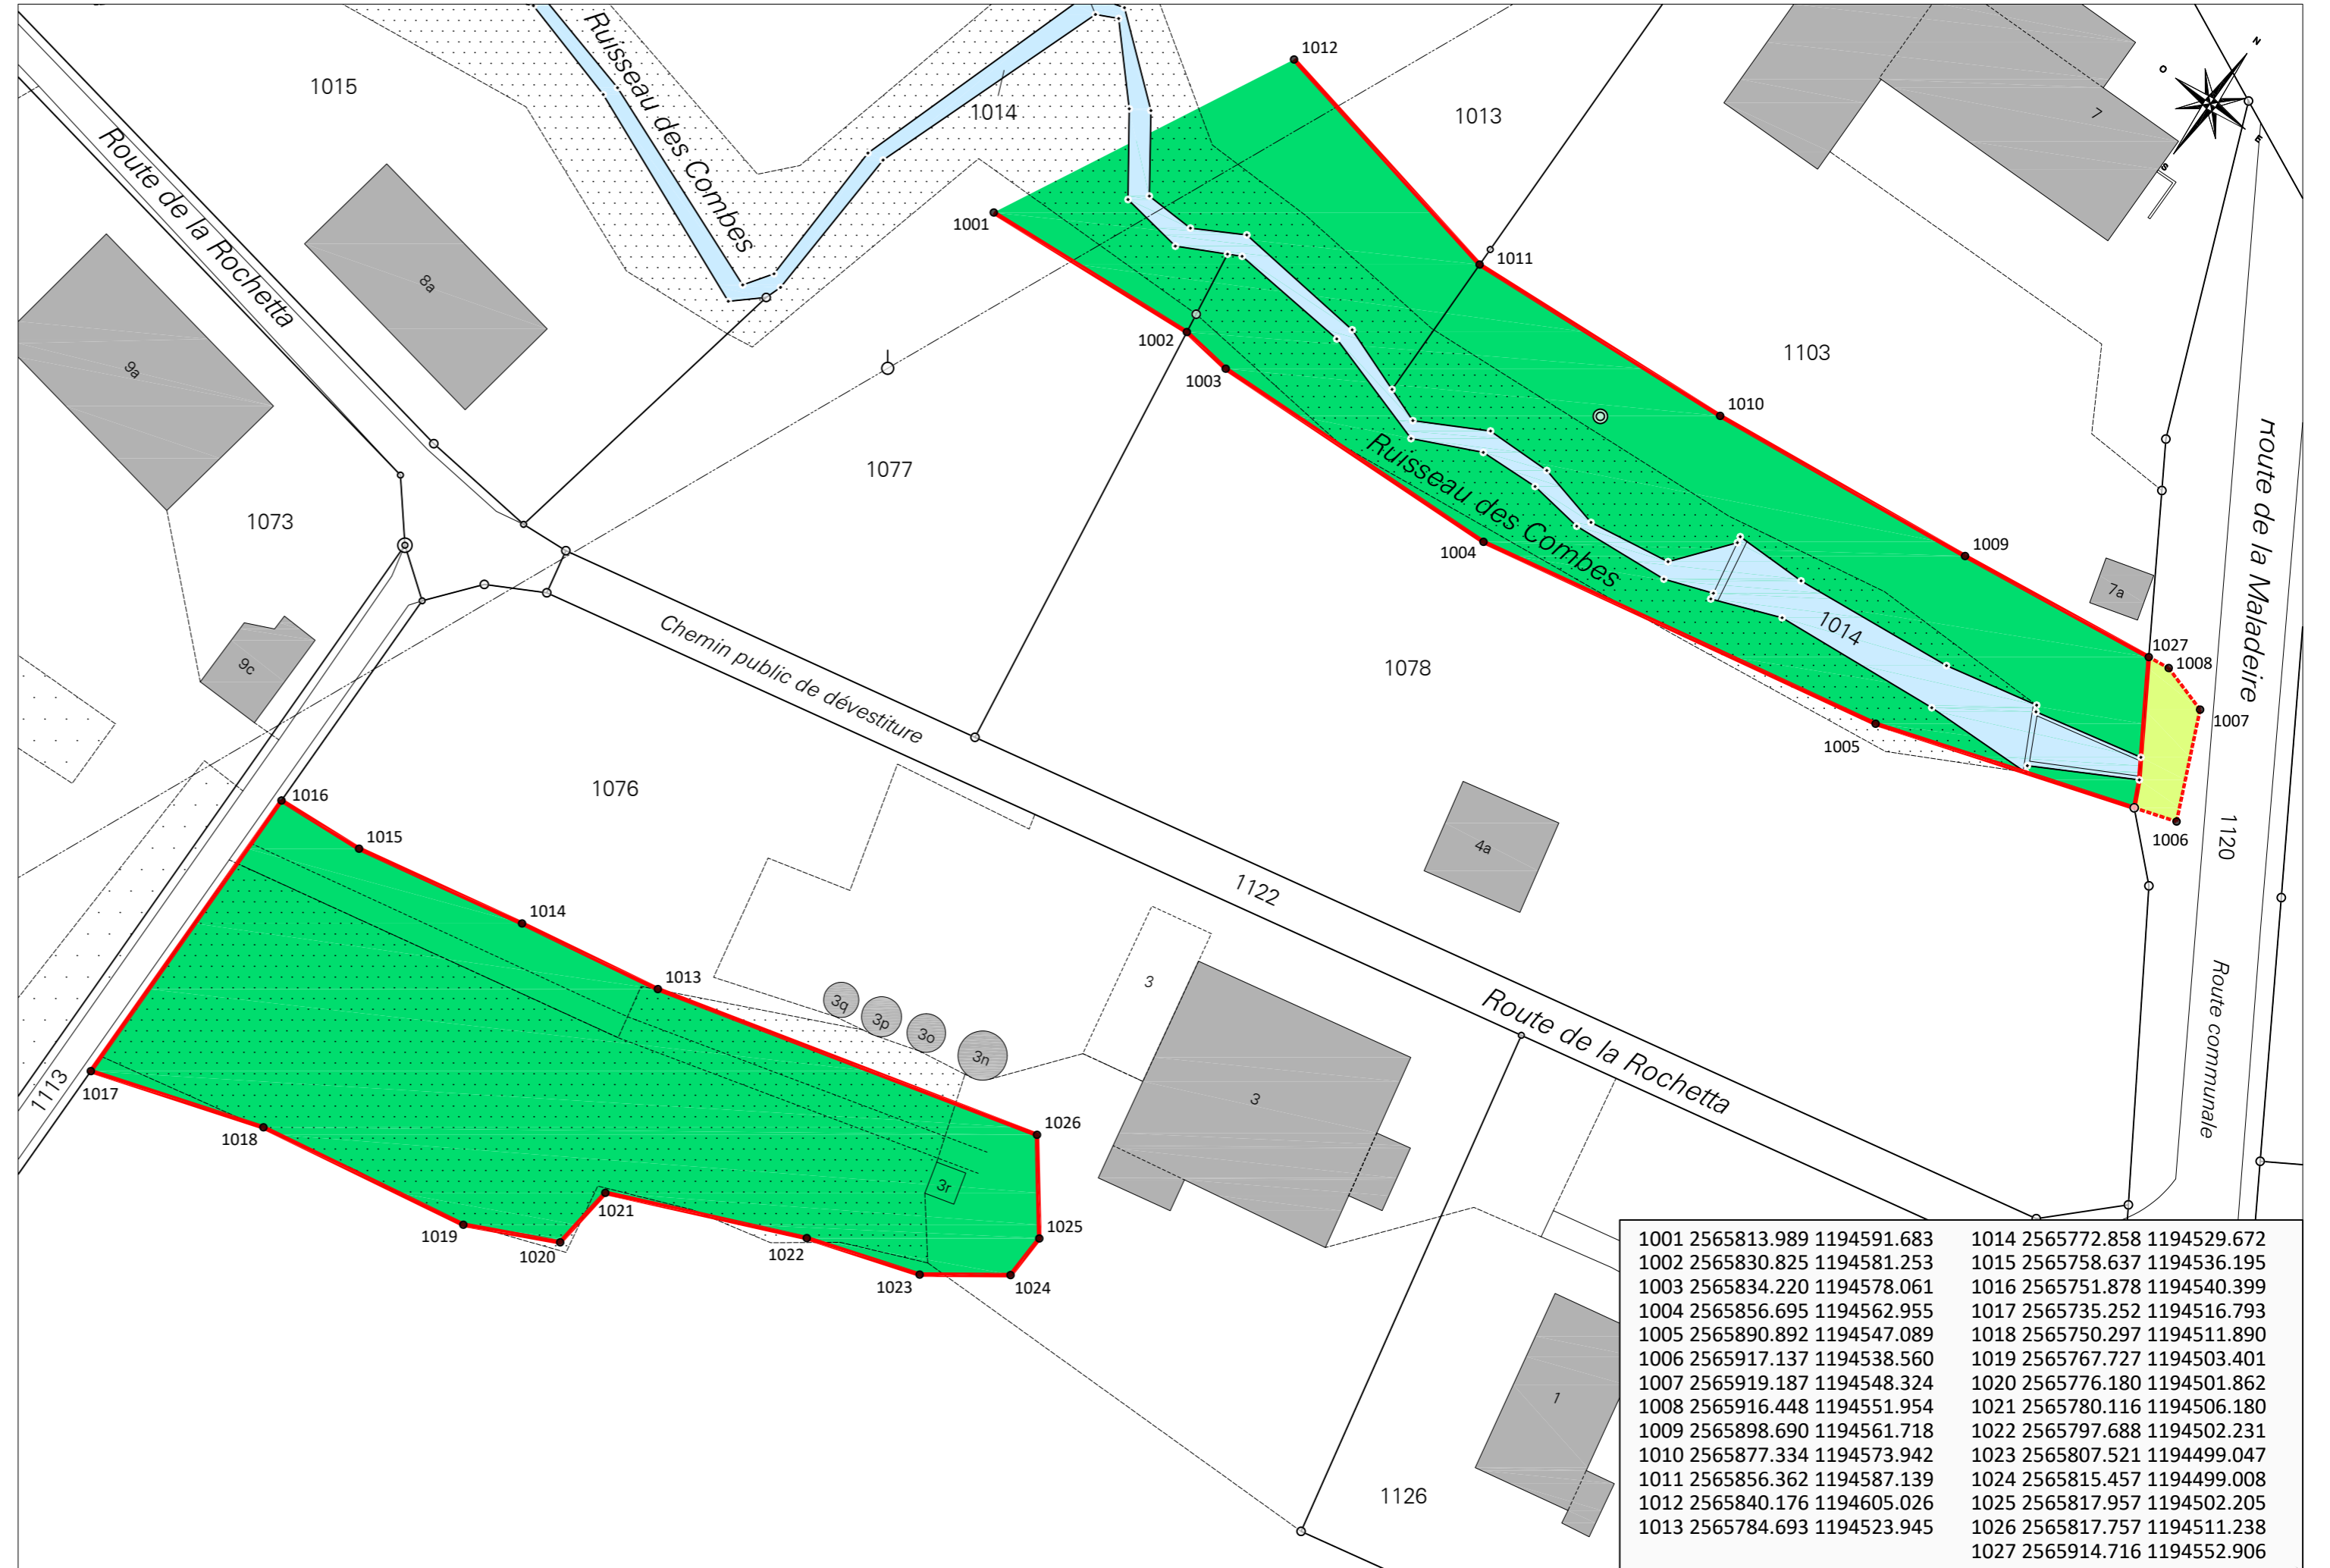 1012
N
O
E
S
1015
Ruisseau des Combes
1014
1013
7
Route de la Rochetta
8a
1001
1011
1002
1003
9a
1103
1010
1077
1073
Ruisseau des Combes
1004
1009
Route de la Maladeire
7a
9c
Chemin public de dévestiture
1078
1014
1027
1008
1007
1005
1006
1120
1076
1016
1015
1014
1013
4a
1122
3
3q
3p
3o
3n
3
Route de la Rochetta
Route communale
1113
1017
1018
1026
3r
1019
1020
1021
1022
1025
1023
1024
1
1126
1001 2565813.989 1194591.683
1002 2565830.825 1194581.253
1003 2565834.220 1194578.061
1004 2565856.695 1194562.955
1005 2565890.892 1194547.089
1006 2565917.137 1194538.560
1007 2565919.187 1194548.324
1008 2565916.448 1194551.954
1009 2565898.690 1194561.718
1010 2565877.334 1194573.942
1011 2565856.362 1194587.139
1012 2565840.176 1194605.026
1013 2565784.693 1194523.945
1014 2565772.858 1194529.672
1015 2565758.637 1194536.195
1016 2565751.878 1194540.399
1017 2565735.252 1194516.793
1018 2565750.297 1194511.890
1019 2565767.727 1194503.401
1020 2565776.180 1194501.862
1021 2565780.116 1194506.180
1022 2565797.688 1194502.231
1023 2565807.521 1194499.047
1024 2565815.457 1194499.008
1025 2565817.957 1194502.205
1026 2565817.757 1194511.238
1027 2565914.716 1194552.906